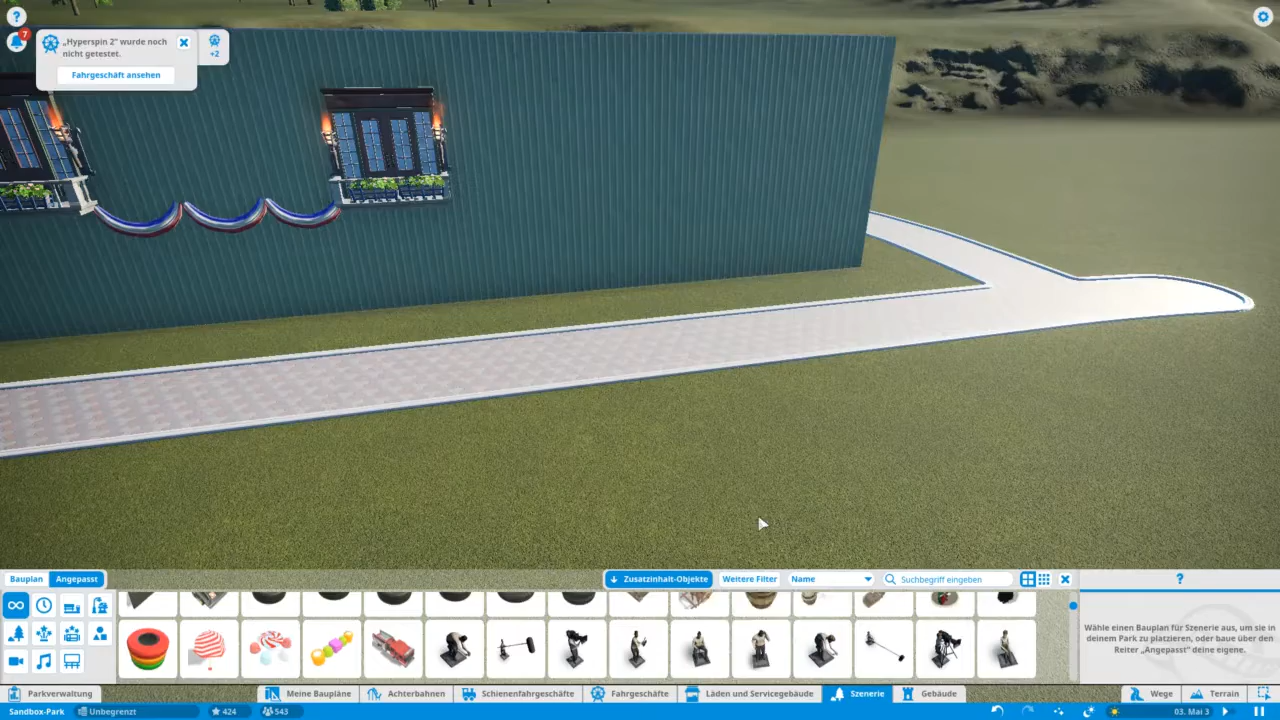 ?
7
„Hyperspin 2“ wurde noch
nicht getestet.
+2
Fahrgeschäft ansehen
Bauplan
Angepasst
Zusatzinhalt-Objekte
Weitere Filter
Name
Suchbegriff eingeben
?
Wähle einen Bauplan für Szenerie aus, um sie in
deinem Park zu platzieren, oder baue über den
Reiter „Angepasst“ deine eigene.
Parkverwaltung
Meine Baupläne
Achterbahnen
Schienenfahrgeschäfte
Fahrgeschäfte
Läden und Servicegebäude
Szenerie
Gebäude
Wege
Terrain
Sandbox-Park
Unbegrenzt
424
543
03. Mai 3